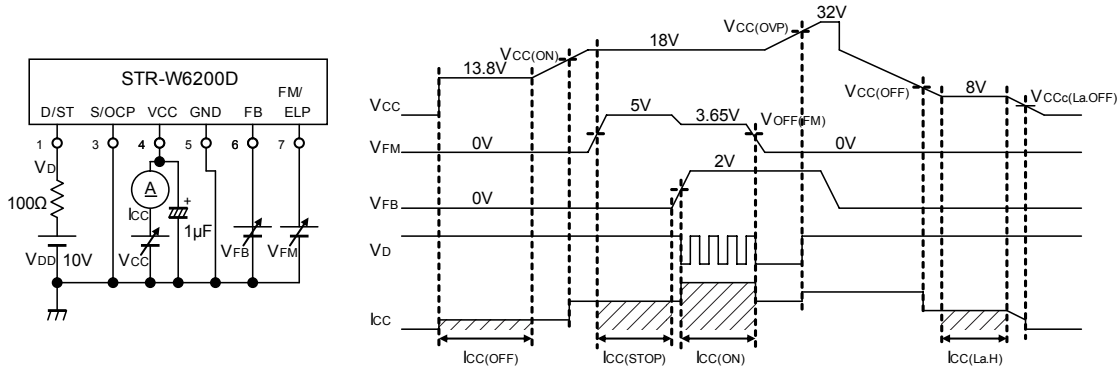 STR-W6200D
FM/
D/ST S/OCP VCC GND FB ELP
1 3 4 5 6 7
VD
100Ω
A
ICC
+
1μF
VDD 10V
VCC
VFB
VFM
32V
VCC(OVP)
VCC(ON)
18V
13.8V
VCC(OFF)
8V
VCCc(La.OFF)
VCC
5V
3.65V
VOFF(FM)
VFM
0V
0V
2V
VFB
0V
VD
ICC
ICC(OFF) ICC(STOP) ICC(ON) ICC(La.H)